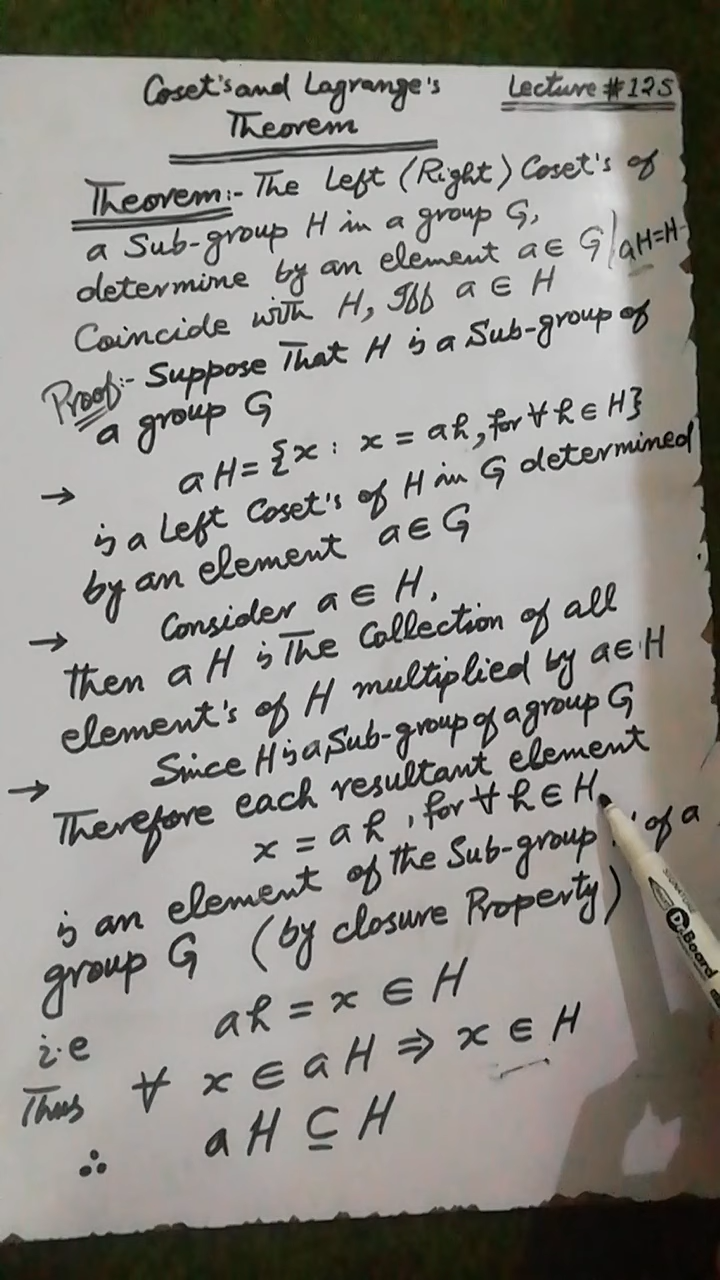 Coset's and Lagrange's Theorem
Lecture #125
Theorem:- The Left (Right) Coset's of
a Sub-group H in a group G,
determine by an element a ∈ G | aH=H
Coincide with H, Iff a ∈ H
Proof:- Suppose That H is a Sub-group of
a group G
→ aH = {x : x = ah, for ∀ h ∈ H}
is a Left Coset's of H in G determined
by an element a ∈ G
→ Consider a ∈ H,
then aH is The Collection of all
element's of H multiplied by a ∈ H
→ Since H is a Sub-group of a group G
Therefore each resultant element
x = ah, for ∀ h ∈ H
is an element of the Sub-group of a
group G (by closure Property)
i.e ah = x ∈ H
Thus ∀ x ∈ aH ⇒ x ∈ H
∴ aH ⊆ H
Board